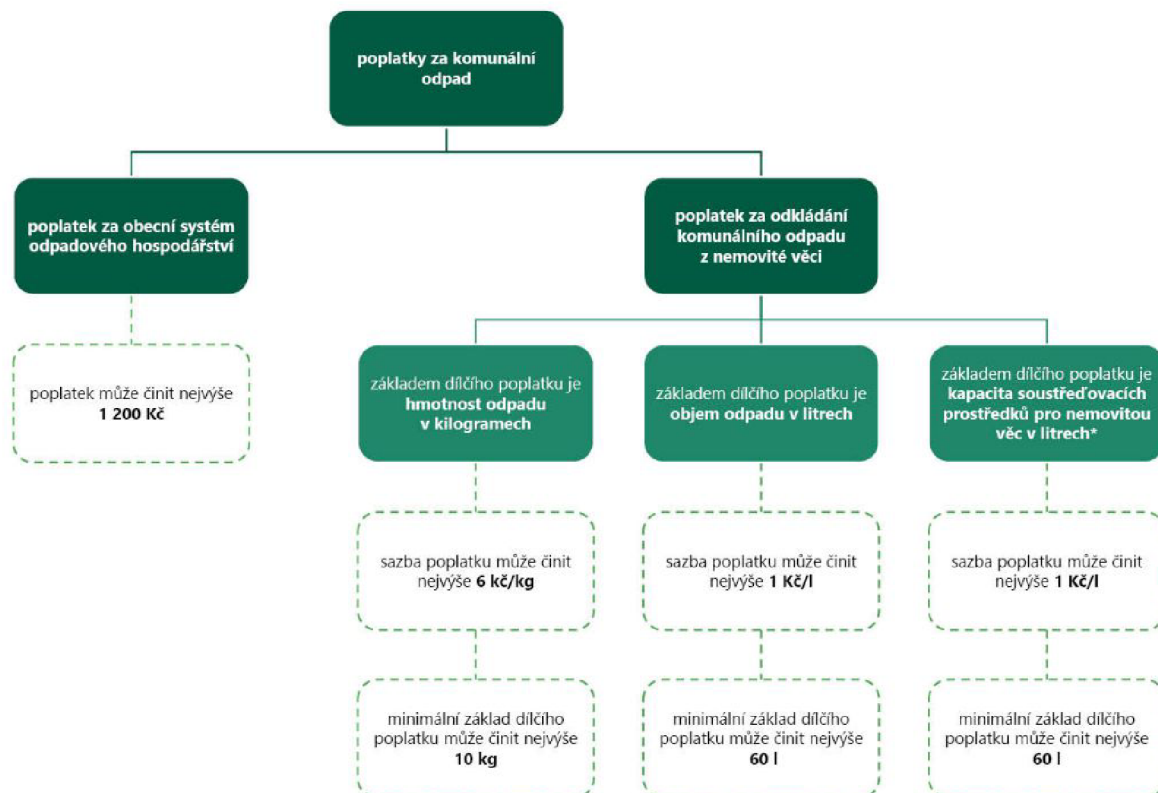 poplatky za komunální
odpad
poplatek za obecní systém
odpadového hospodářství
poplatek může činit nejvýše
1 200 Kč
poplatek za odkládání
komunálního odpadu
z nemovité věci
základem dílčího poplatku je
hmotnost odpadu
v kilogramech
sazba poplatku může činit
nejvýše 6 kč/kg
minimální základ dílčího
poplatku může činit nejvýše
10 kg
základem dílčího poplatku je
objem odpadu v litrech
sazba poplatku může činit
nejvýše 1 Kč/l
minimální základ dílčího
poplatku může činit nejvýše
60 l
základem dílčího poplatku je
kapacita soustřeďovacích
prostředků pro nemovitou
věc v litrech*
sazba poplatku může činit
nejvýše 1 Kč/l
minimální základ dílčího
poplatku může činit nejvýše
60 l